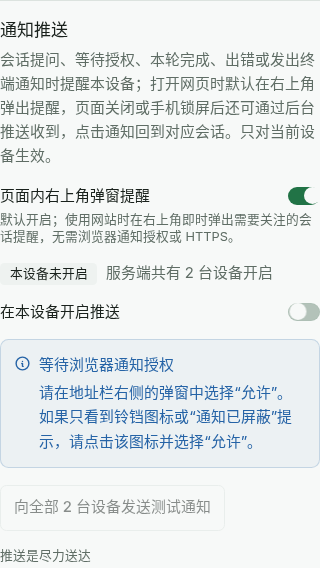 通知推送
会话提问、等待授权、本轮完成、出错或发出终
端通知时提醒本设备；打开网页时默认在右上角
弹出提醒，页面关闭或手机锁屏后还可通过后台
推送收到，点击通知回到对应会话。只对当前设
备生效。
页面内右上角弹窗提醒
默认开启；使用网站时在右上角即时弹出需要关注的会
话提醒，无需浏览器通知授权或 HTTPS。
本设备未开启 服务端共有 2 台设备开启
在本设备开启推送
等待浏览器通知授权
请在地址栏右侧的弹窗中选择“允许”。
如果只看到铃铛图标或“通知已屏蔽”提
示，请点击该图标并选择“允许”。
向全部 2 台设备发送测试通知
推送是尽力送达